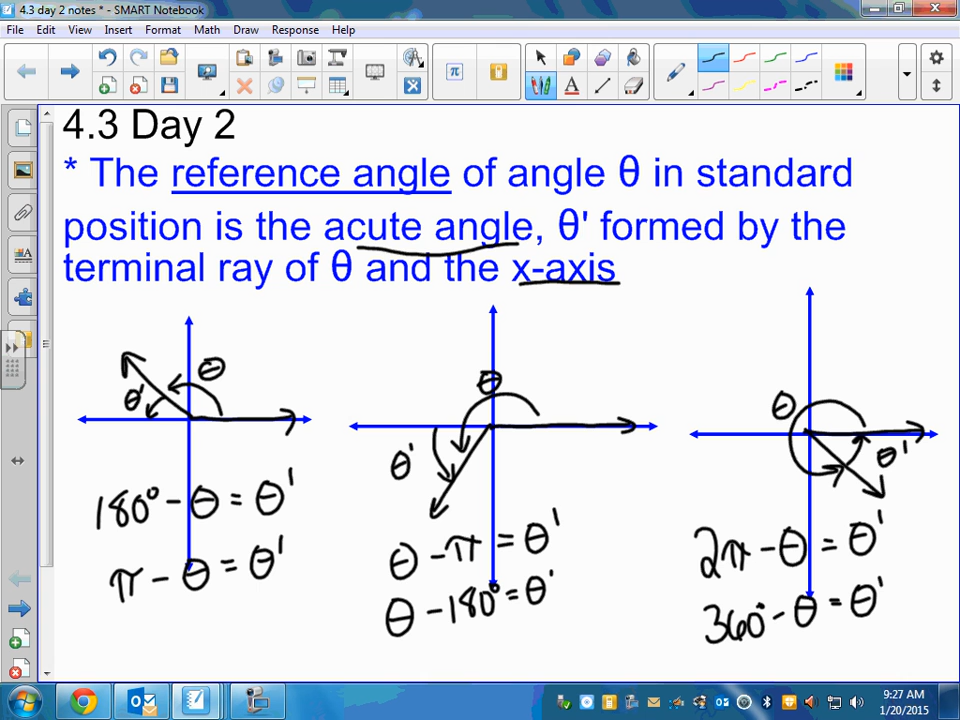 4.3 day 2 notes * - SMART Notebook
File Edit View Insert Format Math Draw Response Help
4.3 Day 2
* The reference angle of angle θ in standard
position is the acute angle, θ' formed by the
terminal ray of θ and the x-axis
θ
θ'
180° - θ = θ'
π - θ = θ'
θ
θ'
θ - π = θ'
θ - 180° = θ'
θ
θ'
2π - θ = θ'
360° - θ = θ'
9:27 AM
1/20/2015